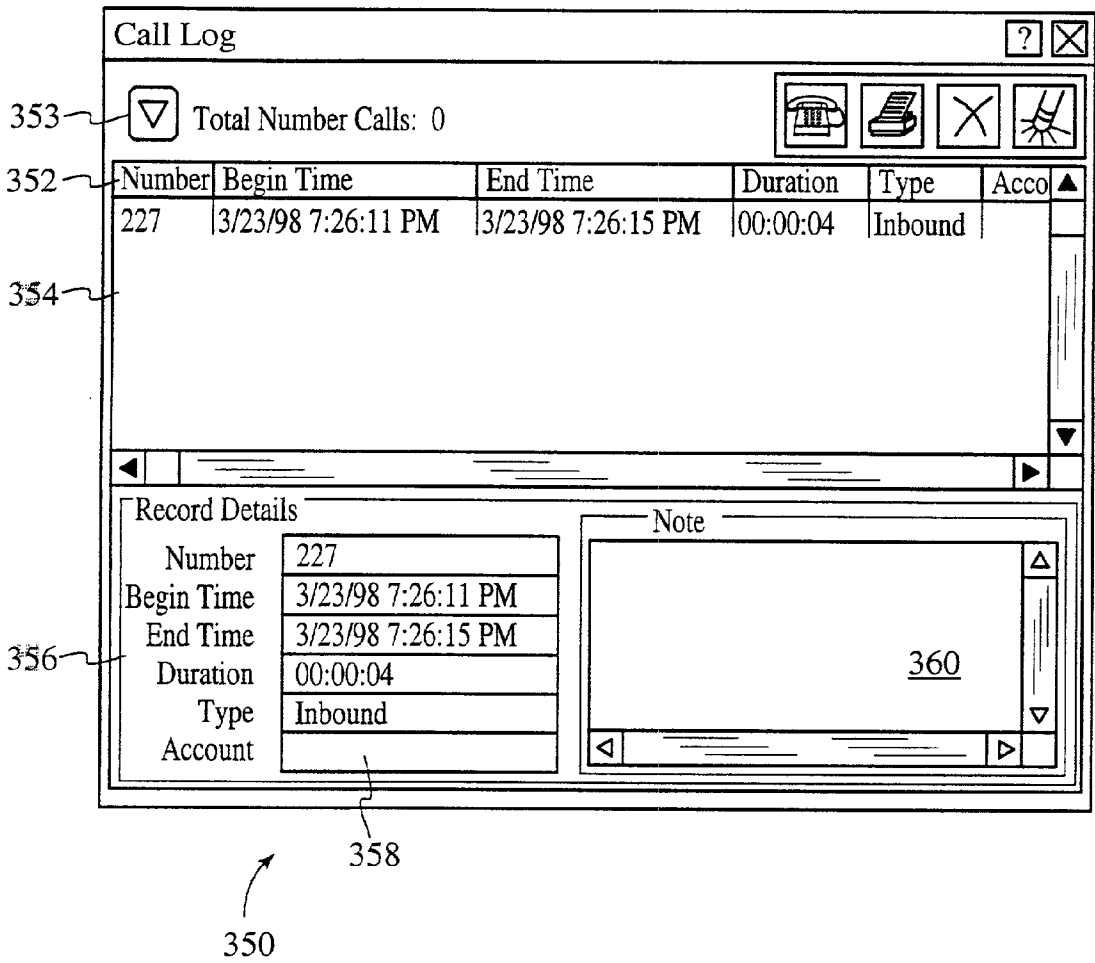 Call Log ?
353 Total Number Calls: 0
352 Number Begin Time End Time Duration Type Acco
227 3/23/98 7:26:11 PM 3/23/98 7:26:15 PM 00:00:04 Inbound
354
Record Details
Number 227
Begin Time 3/23/98 7:26:11 PM
End Time 3/23/98 7:26:15 PM
356 Duration 00:00:04
Type Inbound
Account
Note
360
358
350